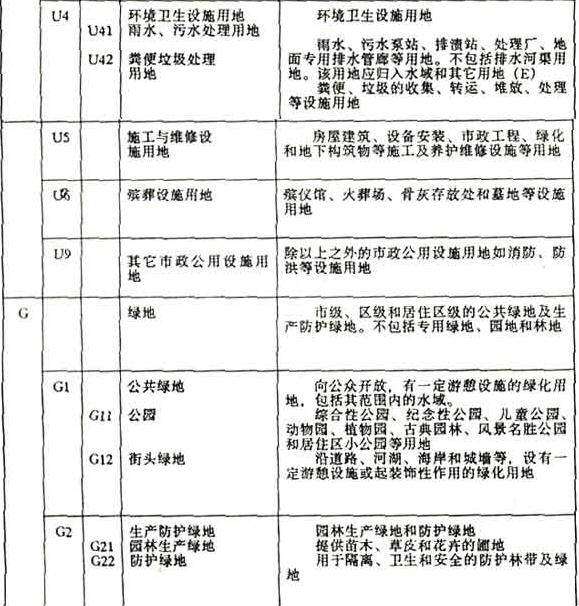 U4 环境卫生设施用地 环境卫生设施用地
U41 雨水、污水处理用地
雨水、污水泵站、排渍站、处理厂、地
U42 粪便垃圾处理 面专用排水管廊等用地。不包括排水河渠用
用地 地。该用地应归入水域和其它用地(E)
粪便、垃圾的收集、转运、堆放、处理
等设施用地
U5 施工与维修设 房屋建筑、设备安装、市政工程、绿化
施用地 和地下构筑物等施工及养护维修设施等用地
U6 殡葬设施用地 殡仪馆、火葬场、骨灰存放处和墓地等设施
用地
U9 除以上之外的市政公用设施用地如消防、防
其它市政公用设施用 洪等设施用地
地
G 绿地 市级、区级和居住区级的公共绿地及生
产防护绿地。不包括专用绿地、园地和林地
G1 公共绿地 向公众开放,有一定游憩设施的绿化用
地,包括其范围内的水域。
G11 公园 综合性公园、纪念性公园、儿童公园、
动物园、植物园、古典园林、风景名胜公园
和居住区小公园等用地
G12 街头绿地 沿道路、河湖、海岸和城墙等,设有一
定游憩设施或起装饰性作用的绿化用地
G2 生产防护绿地 园林生产绿地和防护绿地
G21 园林生产绿地 提供苗木、草皮和花卉的圃地
G22 防护绿地 用于隔离、卫生和安全的防护林带及绿
地